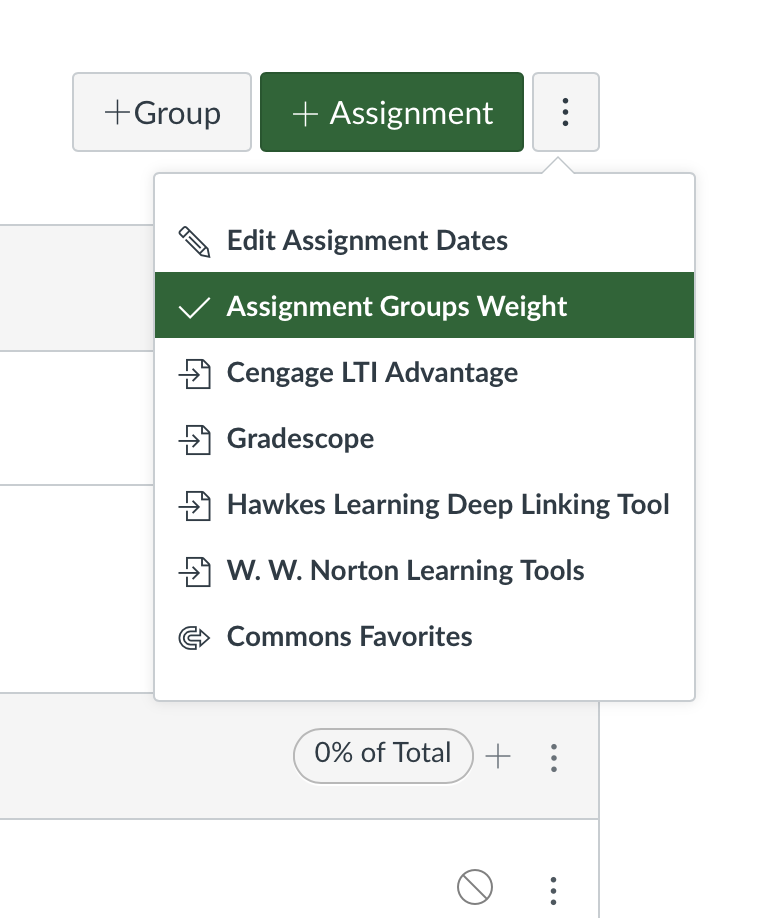 +Group
+ Assignment
Edit Assignment Dates
Assignment Groups Weight
Cengage LTI Advantage
Gradescope
Hawkes Learning Deep Linking Tool
W. W. Norton Learning Tools
Commons Favorites
0% of Total